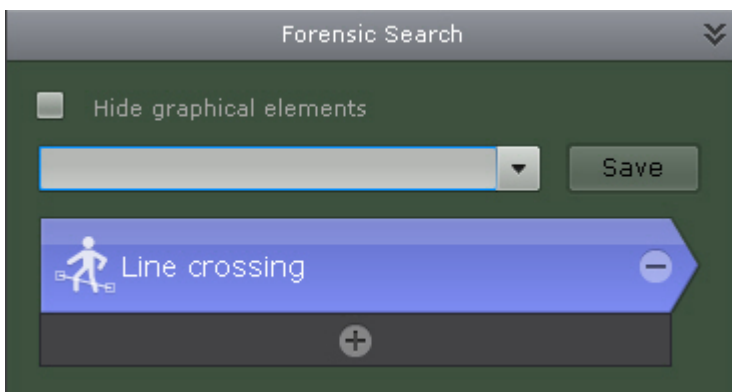 Forensic Search
Hide graphical elements
Save
Line crossing